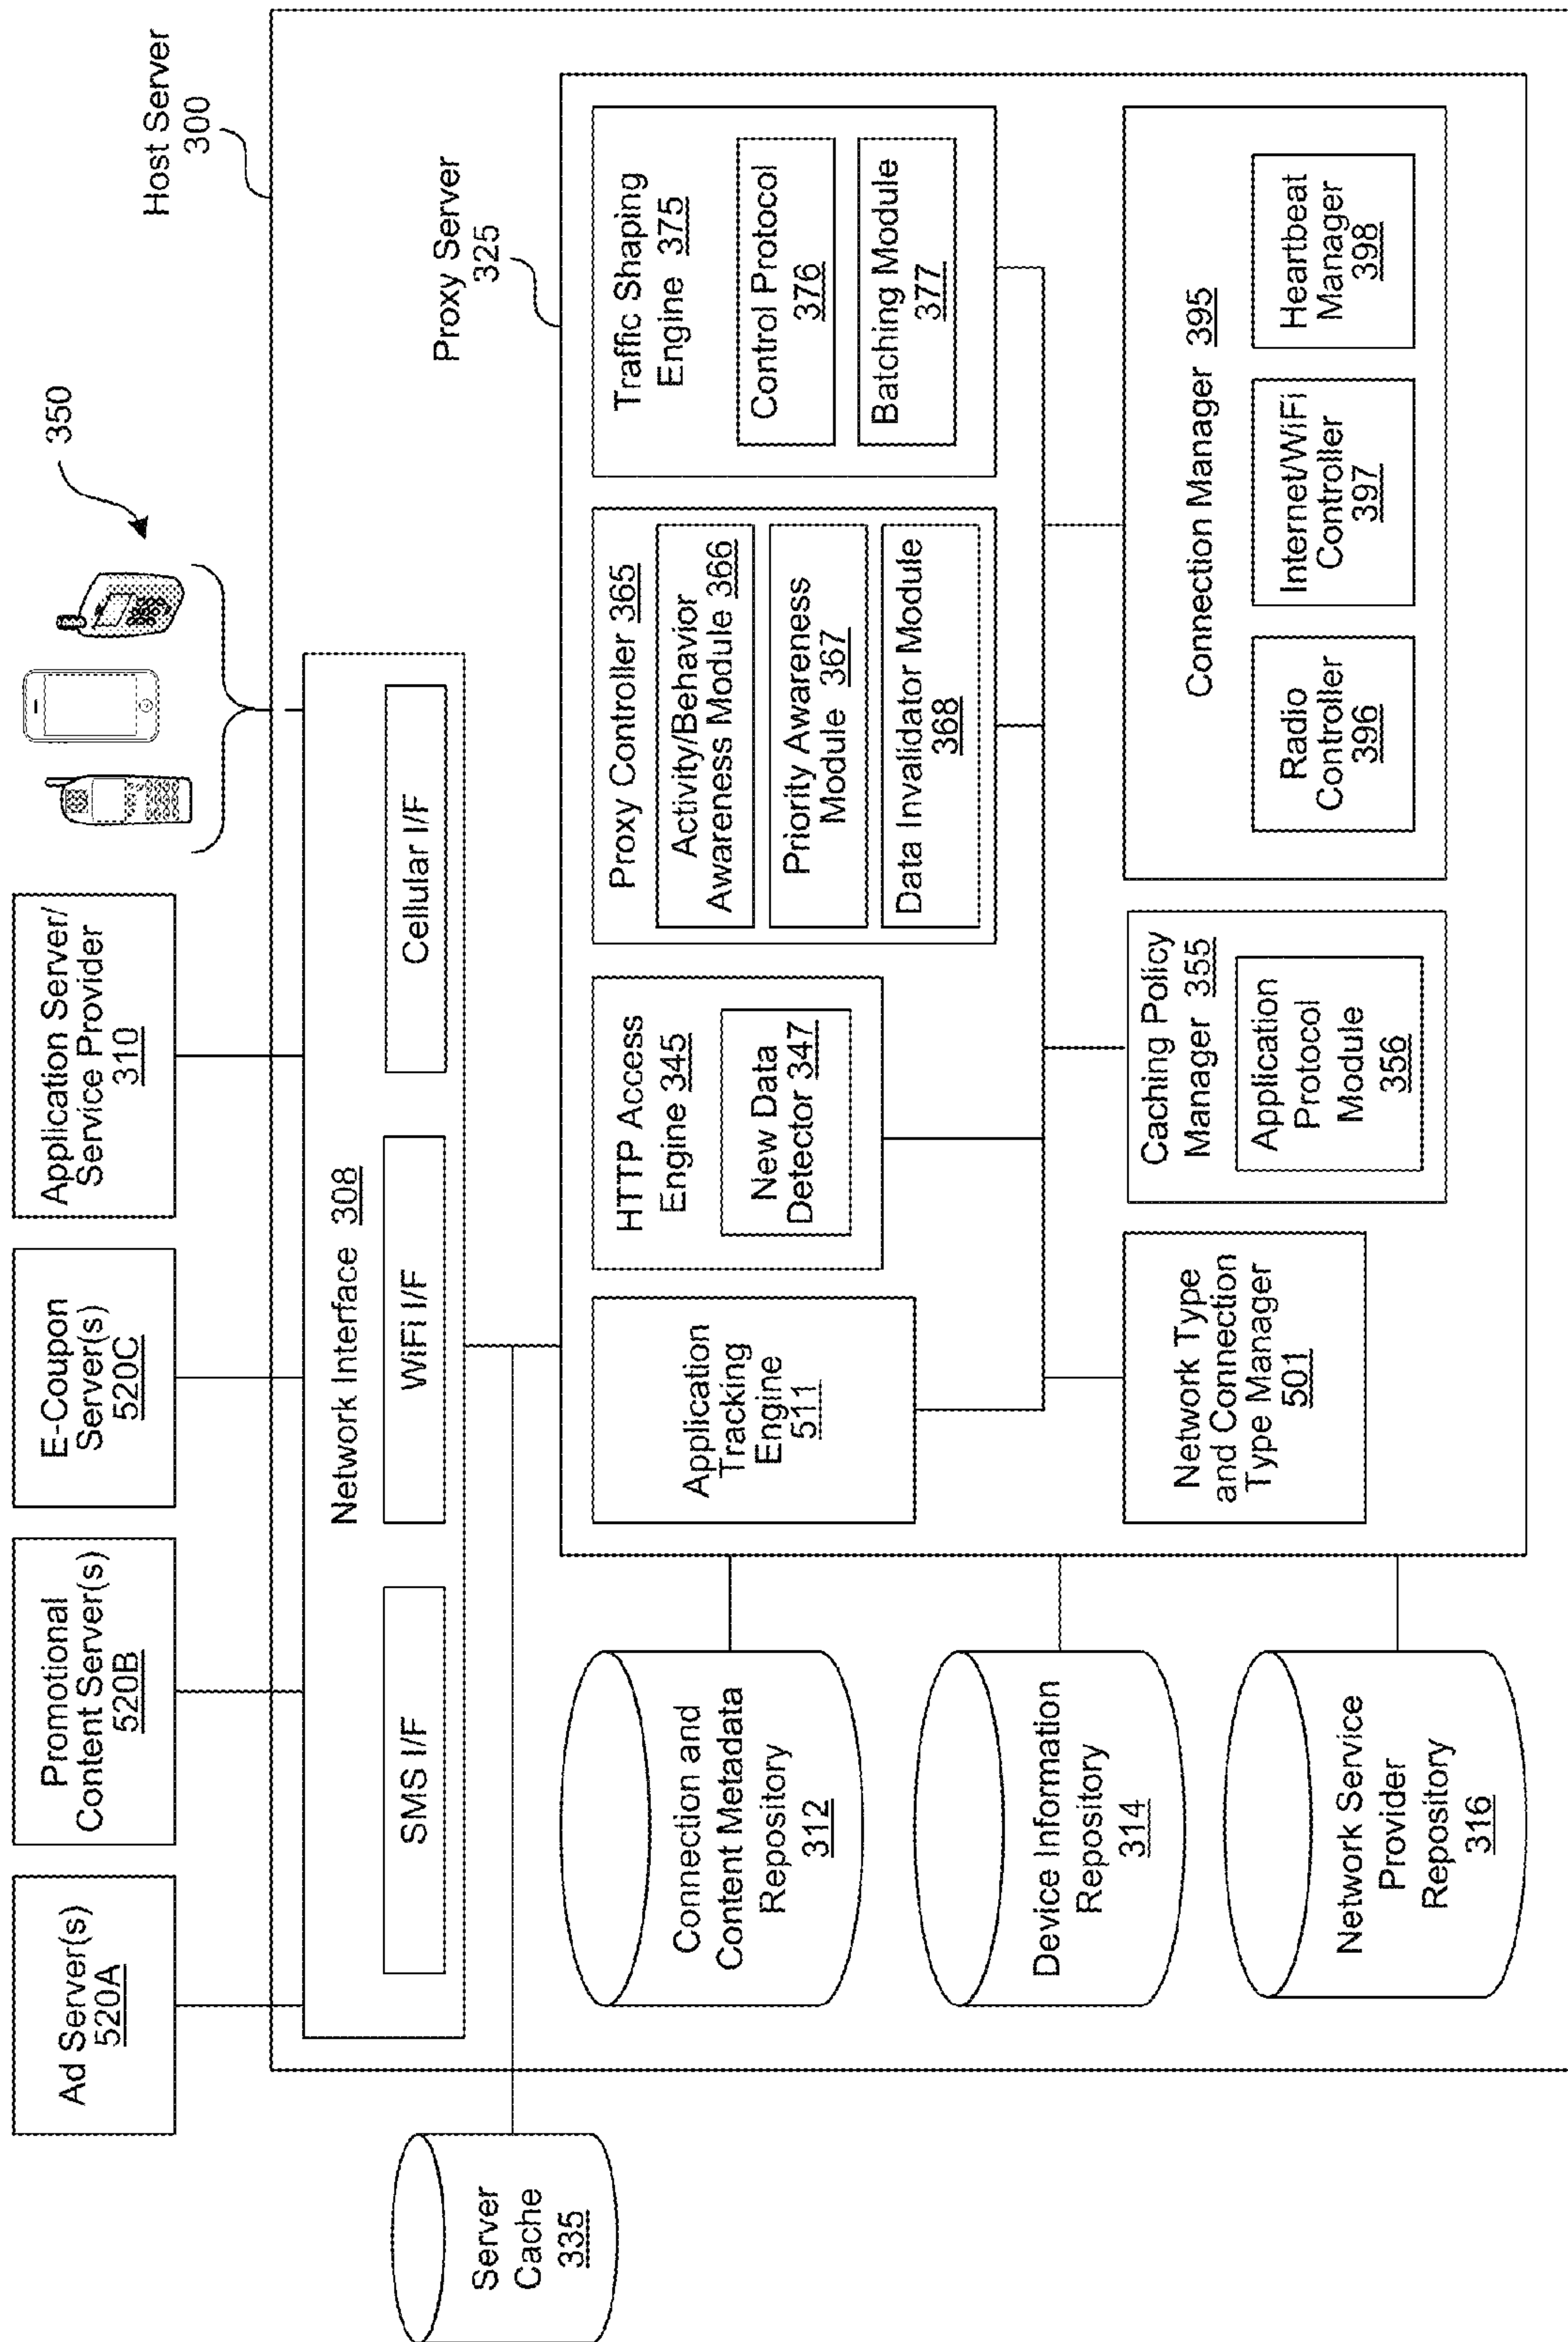 Ad Server(s)
520A
Promotional
Content Server(s)
520B
E-Coupon
Server(s)
520C
Application Server/
Service Provider
310
350
Host Server
300
Network Interface 308
SMS I/F
WiFi I/F
Cellular I/F
Server
Cache
335
Proxy Server
325
Connection and
Content Metadata
Repository
312
Device Information
Repository
314
Network Service
Provider
Repository
316
Application
Tracking
Engine
511
HTTP Access
Engine 345
New Data
Detector 347
Proxy Controller 365
Activity/Behavior
Awareness Module 366
Priority Awareness
Module 367
Data Invalidator Module
368
Traffic Shaping
Engine 375
Control Protocol
376
Batching Module
377
Network Type
and Connection
Type Manager
501
Caching Policy
Manager 355
Application
Protocol
Module
356
Connection Manager 395
Radio
Controller
396
Internet/WiFi
Controller
397
Heartbeat
Manager
398